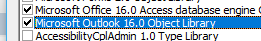 Microsoft Office 16.0 Access database engine
Microsoft Outlook 16.0 Object Library
AccessibilityCplAdmin 1.0 Type Library